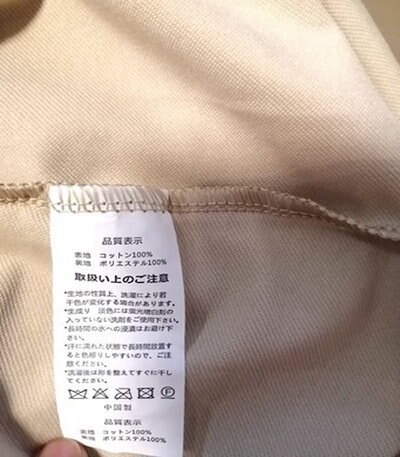 品質表示
表地 コットン100%
裏地 ポリエステル100%
取扱い上のご注意
*生地の性質上、洗濯により若
干色が変化する場合があります。
*生成り 淡色には螢光増白剤の
入っていない洗剤をご使用下さい。
*長時間の水への浸漬はお避け下
さい。
*汗に濡れた状態で長時間放置す
ると色移りしやすいので、ご注
意ください。
*洗濯後は形を整えてすぐに干し
てください。
中国製
品質表示
表地 コットン100%
裏地 ポリエステル100%